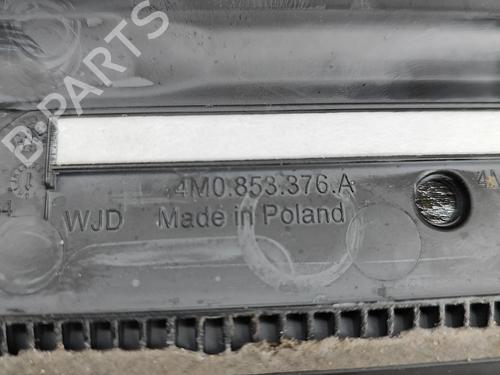 B-PARTS
4M0.853.376.A
WJD Made in Poland